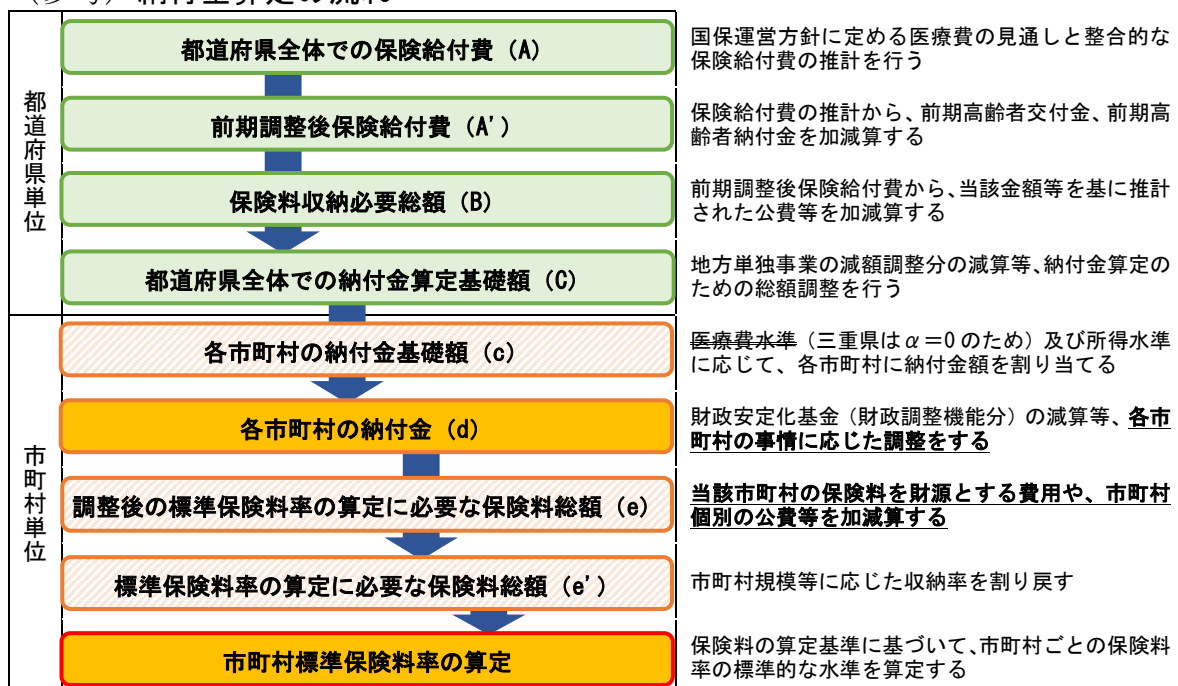 都道府県単位
都道府県全体での保険給付費（A）
国保運営方針に定める医療費の見通しと整合的な
保険給付費の推計を行う
前期調整後保険給付費（A'）
保険給付費の推計から、前期高齢者交付金、前期高
齢者納付金を加減算する
保険料収納必要総額（B）
前期調整後保険給付費から、当該金額等を基に推計
された公費等を加減算する
都道府県全体での納付金算定基礎額（C）
地方単独事業の減額調整分の減算等、納付金算定の
ための総額調整を行う
市町村単位
各市町村の納付金基礎額（c）
医療費水準（三重県はα＝0のため）及び所得水準
に応じて、各市町村に納付金額を割り当てる
各市町村の納付金（d）
財政安定化基金（財政調整機能分）の減算等、各市
町村の事情に応じた調整をする
調整後の標準保険料率の算定に必要な保険料総額（e）
当該市町村の保険料を財源とする費用や、市町村
個別の公費等を加減算する
標準保険料率の算定に必要な保険料総額（e'）
市町村規模等に応じた収納率を割り戻す
市町村標準保険料率の算定
保険料の算定基準に基づいて、市町村ごとの保険料
率の標準的な水準を算定する